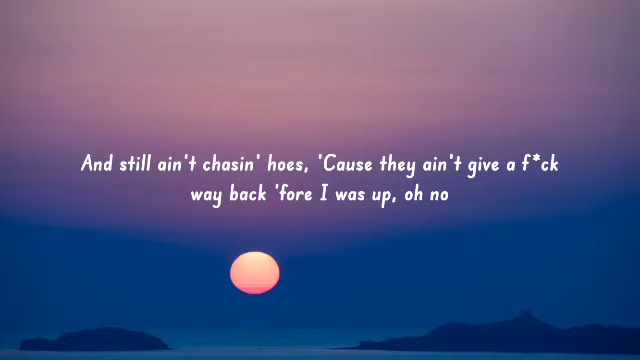 And still ain't chasin' hoes, 'Cause they ain't give a f*ck
way back 'fore I was up, oh no